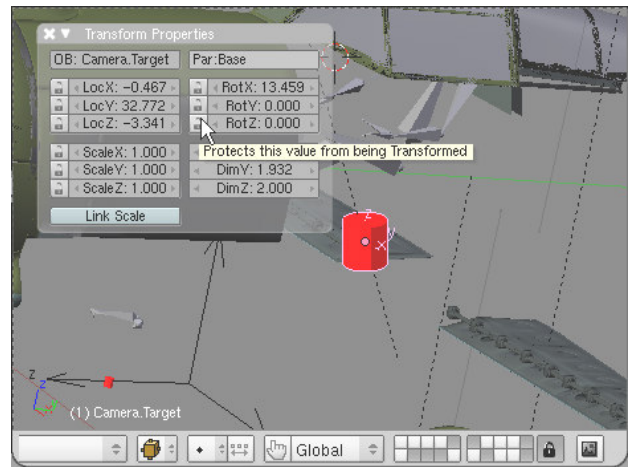 Transform Properties
OB: Camera.Target
Par:Base
LocX: -0.467
RotX: 13.459
LocY: 32.772
RotY: 0.000
LocZ: -3.341
RotZ: 0.000
Protects this value from being Transformed
ScaleX: 1.000
ScaleY: 1.000
DimY: 1.932
ScaleZ: 1.000
DimZ: 2.000
Link Scale
z
x
y
z
z
y
(1) Camera.Target
Global